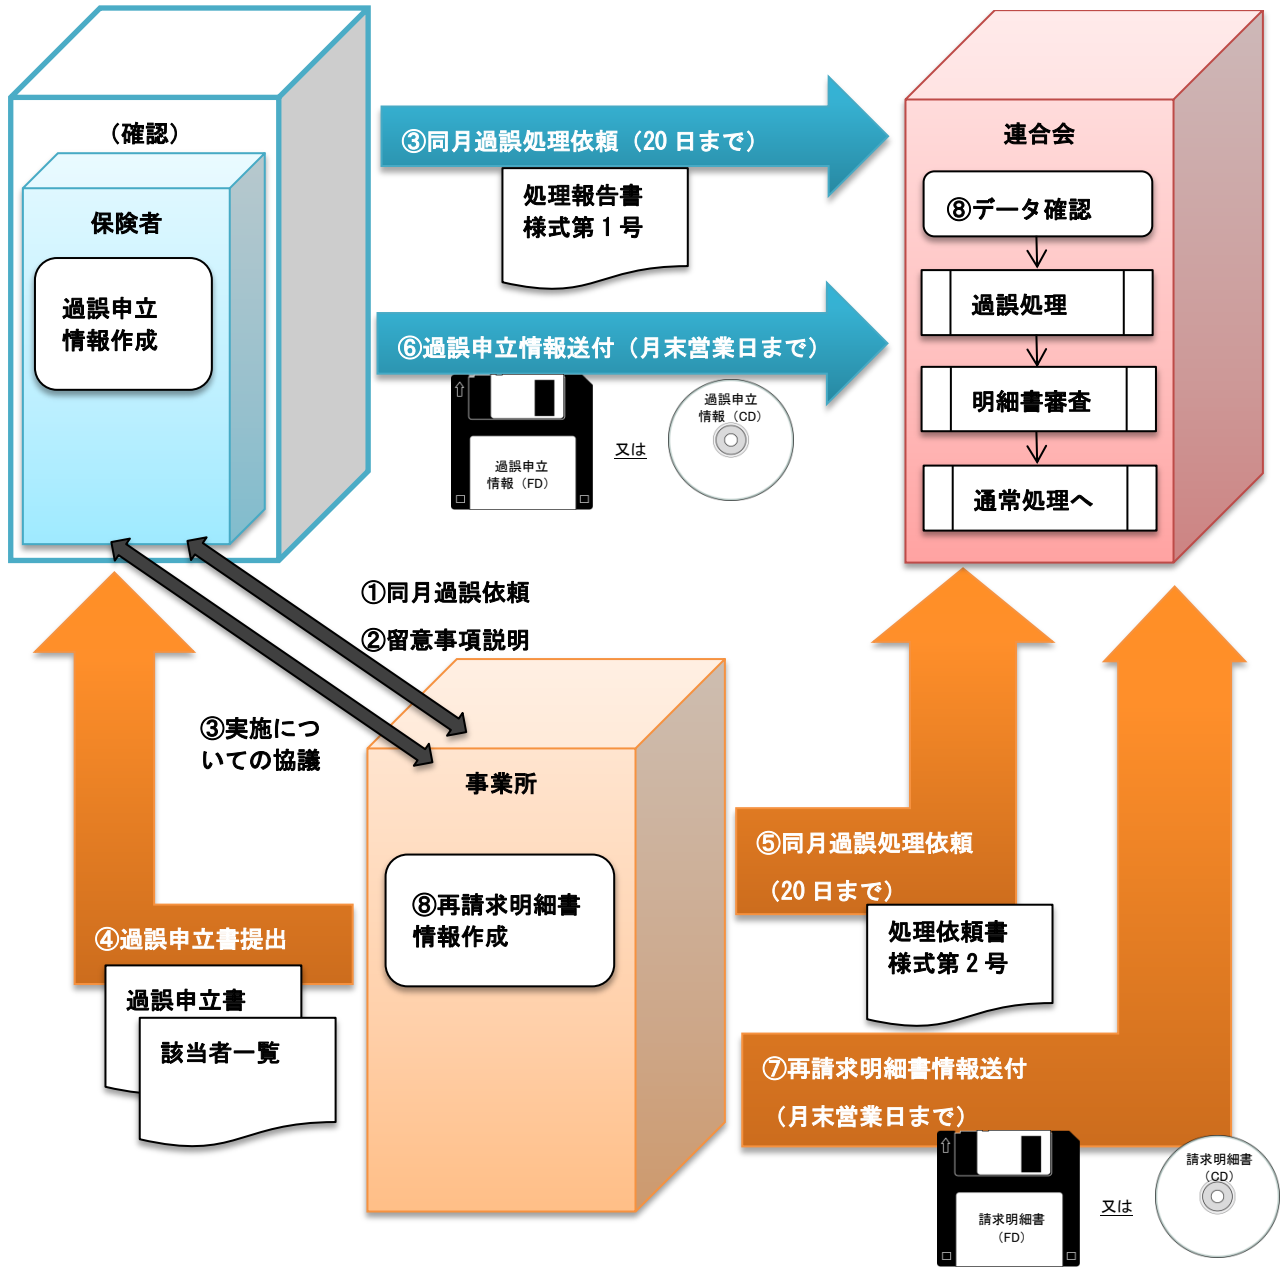 （確認）
保険者
過誤申立
情報作成
③同月過誤処理依頼（20日まで）
処理報告書
様式第１号
⑥過誤申立情報送付（月末営業日まで）
過誤申立
情報（FD）
又は
過誤申立
情報（CD）
連合会
⑧データ確認
過誤処理
明細書審査
通常処理へ
①同月過誤依頼
②留意事項説明
③実施につ
いての協議
④過誤申立書提出
過誤申立書
該当者一覧
事業所
⑧再請求明細書
情報作成
⑤同月過誤処理依頼
（20日まで）
処理依頼書
様式第２号
⑦再請求明細書情報送付
（月末営業日まで）
請求明細書
（FD）
又は
請求明細書
（CD）